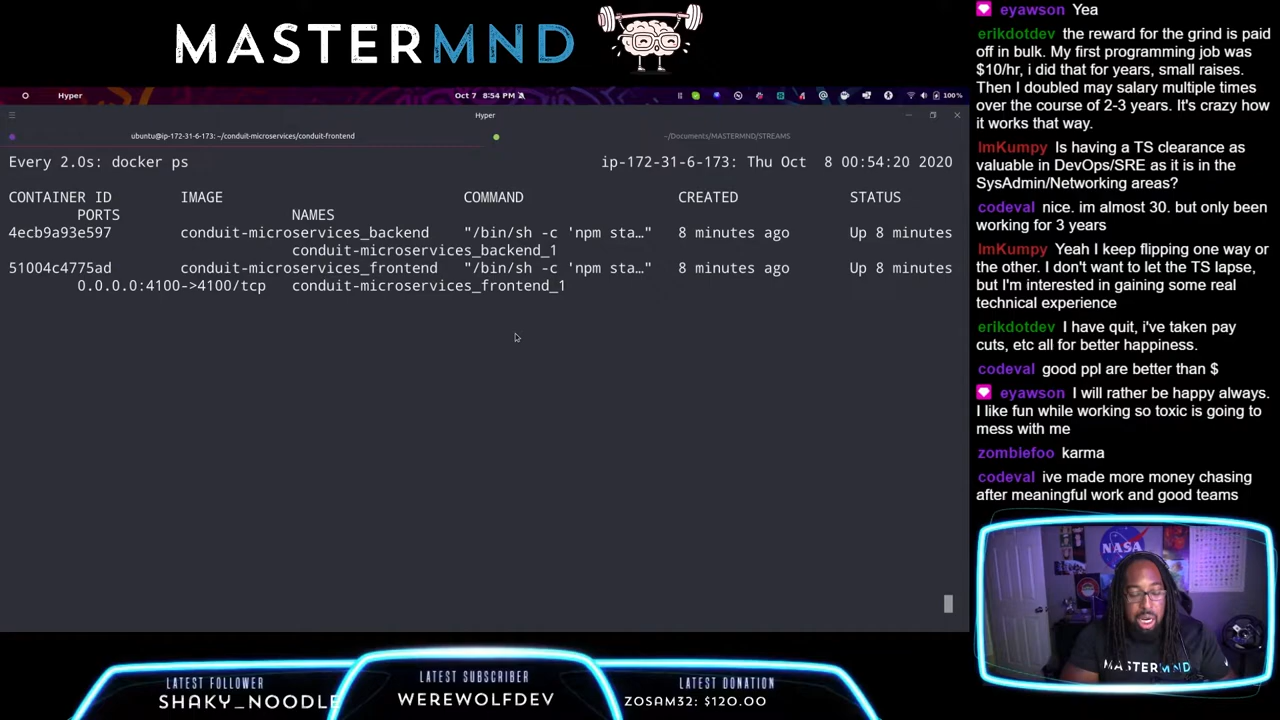 MASTERMND
Hyper
Oct 7 8:54 PM
100%
Hyper
ubuntu@ip-172-31-6-173: ~/conduit-microservices/conduit-frontend
~/Documents/MASTERMND/STREAMS
Every 2.0s: docker ps
ip-172-31-6-173: Thu Oct  8 00:54:20 2020
CONTAINER ID IMAGE COMMAND CREATED STATUS
PORTS NAMES
4ecb9a93e597 conduit-microservices_backend "/bin/sh -c 'npm sta…" 8 minutes ago Up 8 minutes
conduit-microservices_backend_1
51004c4775ad conduit-microservices_frontend "/bin/sh -c 'npm sta…" 8 minutes ago Up 8 minutes
0.0.0.0:4100->4100/tcp conduit-microservices_frontend_1
eyawson Yea
erikdotdev the reward for the grind is paid
off in bulk. My first programming job was
$10/hr, i did that for years, small raises.
Then I doubled may salary multiple times
over the course of 2-3 years. It's crazy how
it works that way.
ImKumpy Is having a TS clearance as
valuable in DevOps/SRE as it is in the
SysAdmin/Networking areas?
codeval nice. im almost 30. but only been
working for 3 years
ImKumpy Yeah I keep flipping one way or
the other. I don't want to let the TS lapse,
but I'm interested in gaining some real
technical experience
erikdotdev I have quit, i've taken pay
cuts, etc all for better happiness.
codeval good ppl are better than $
eyawson I will rather be happy always.
I like fun while working so toxic is going to
mess with me
zombiefoo karma
codeval ive made more money chasing
after meaningful work and good teams
NASA
MASTERMND
LATEST FOLLOWER
SHAKY_NOODLE
LATEST SUBSCRIBER
WEREWOLFDEV
LATEST DONATION
ZOSAM32: $120.00